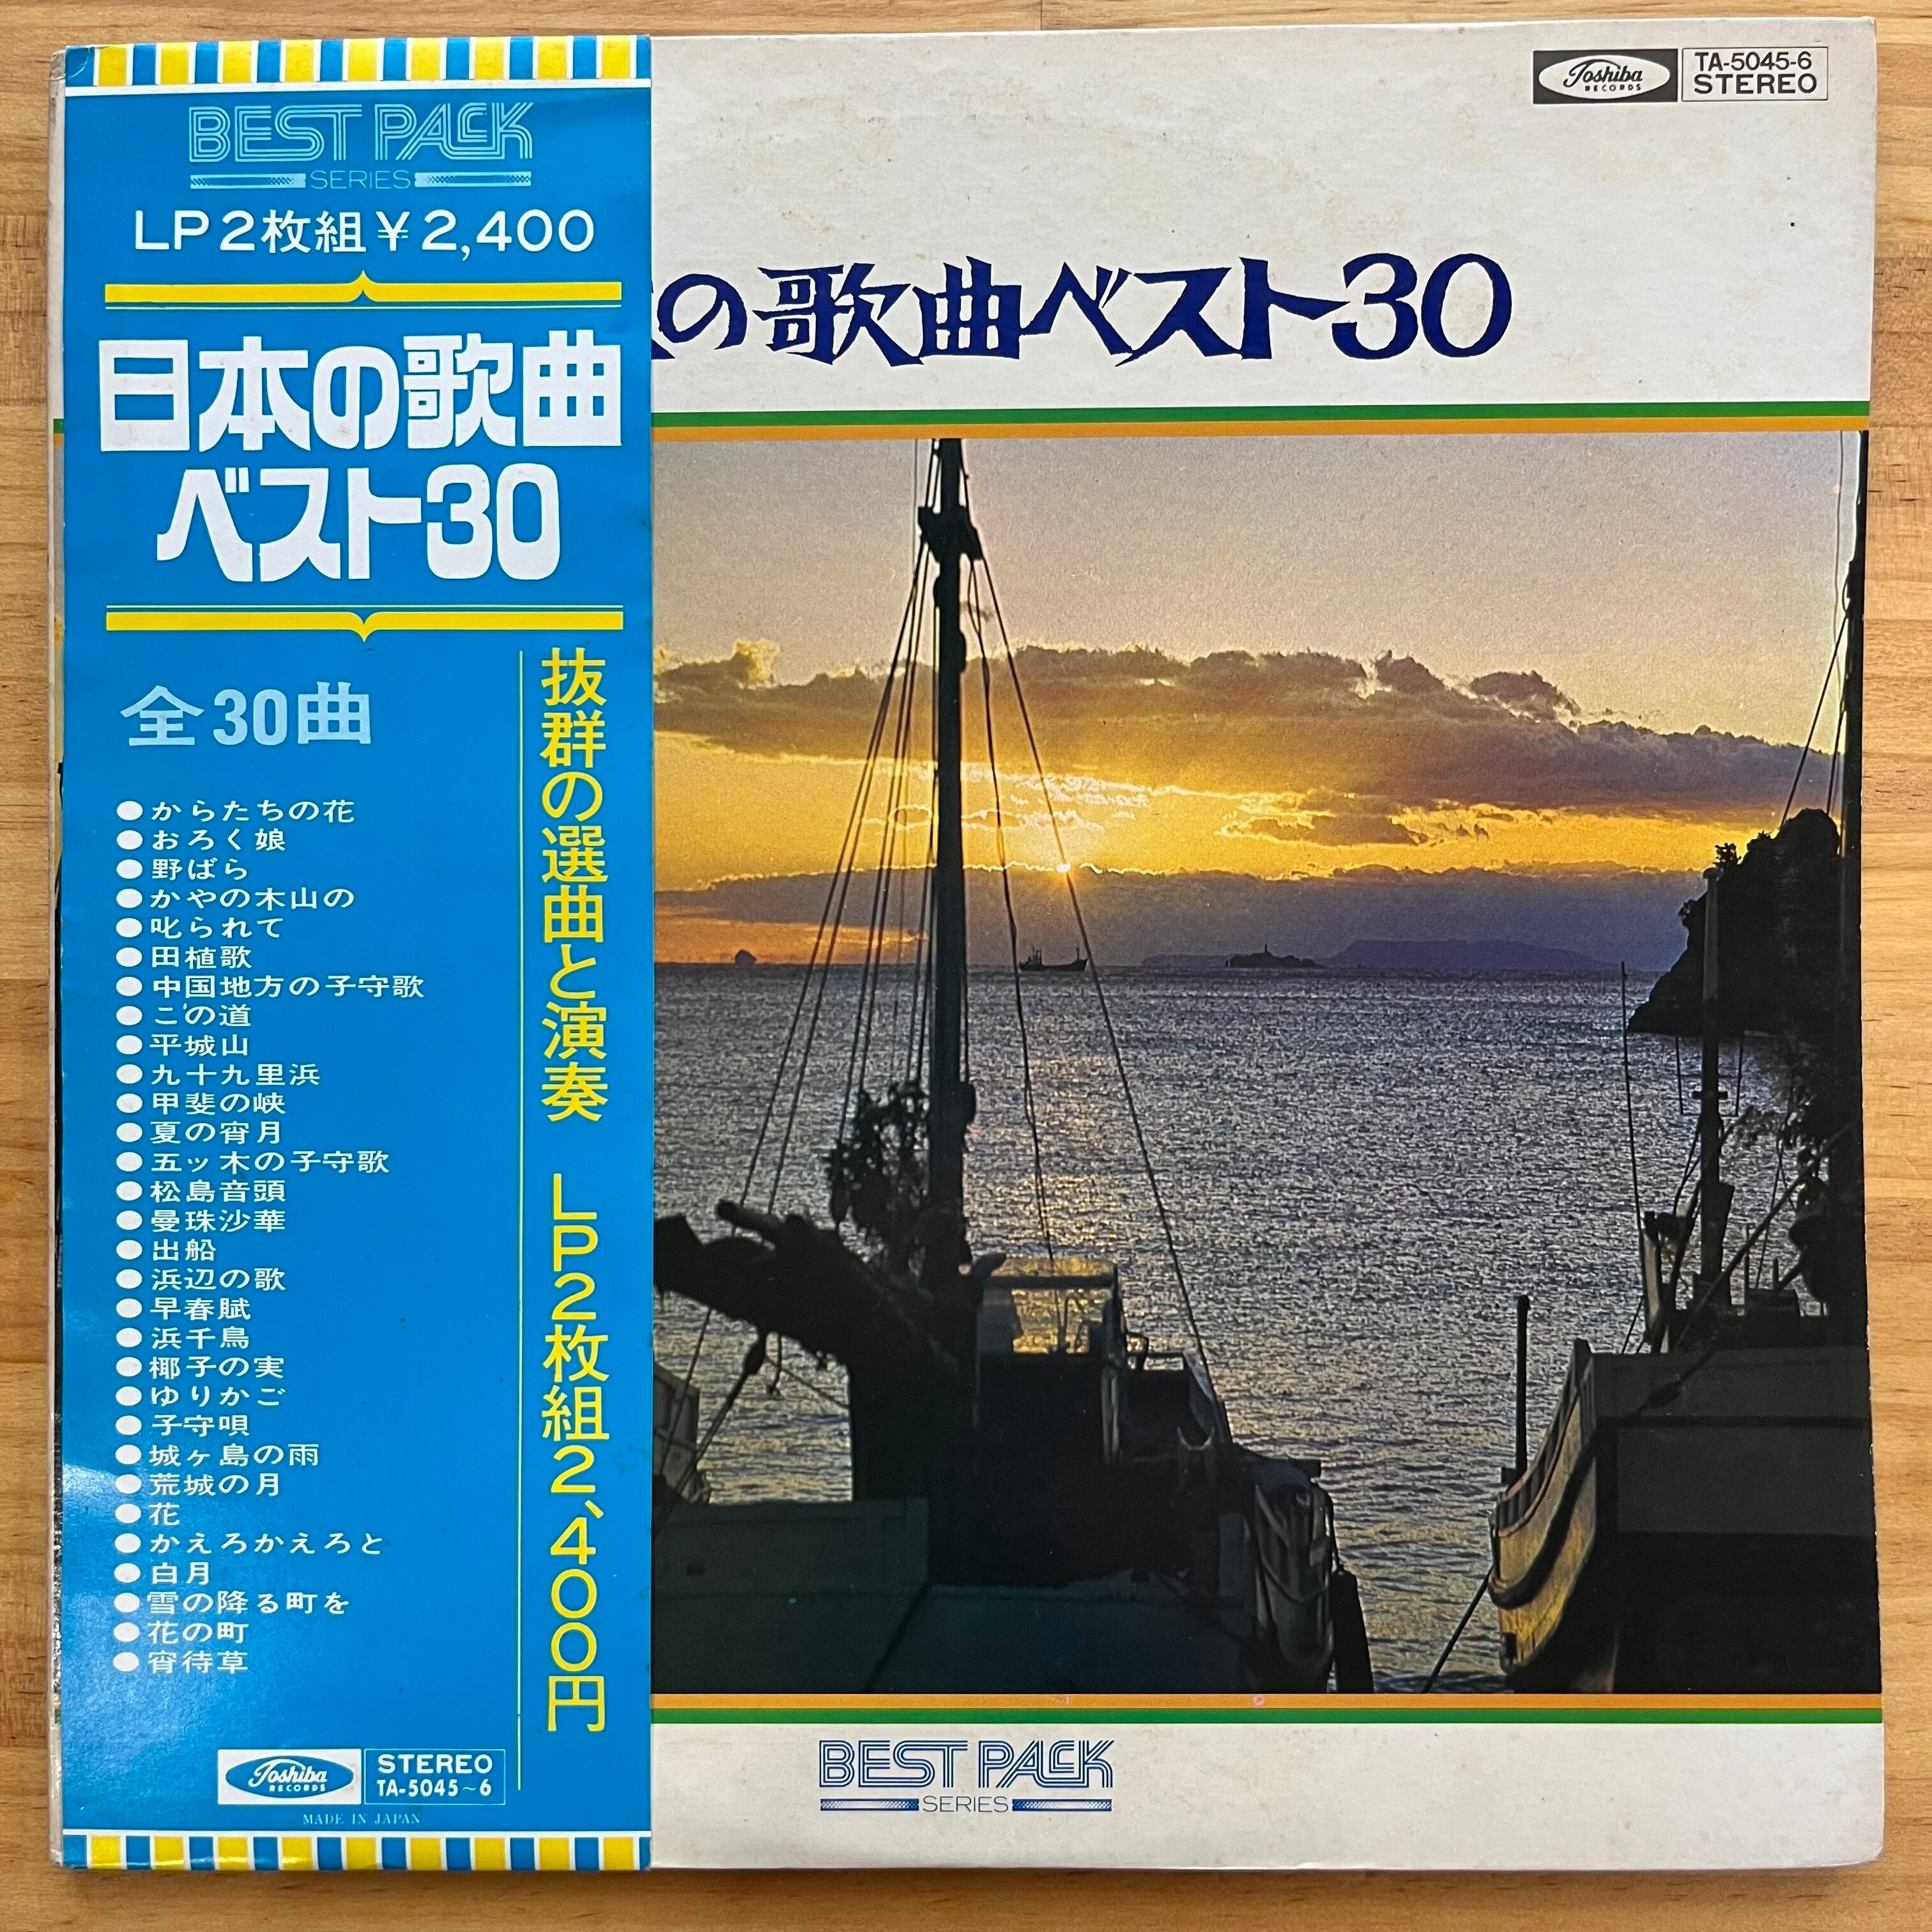 BEST PACK
SERIES
LP2枚組¥2,400
日本の歌曲
ベスト30
全30曲
●からたちの花
●おろく娘
●野ばら
●かやの木山の
●叱られて
●田植歌
●中国地方の子守歌
●この道
●平城山
●九十九里浜
●甲斐の峡
●夏の宵月
●五ッ木の子守歌
●松島音頭
●曼珠沙華
●出船
●浜辺の歌
●早春賦
●浜千鳥
●椰子の実
●ゆりかご
●子守唄
●城ヶ島の雨
●荒城の月
●花
●かえろかえろと
●白月
●雪の降る町を
●花の町
●宵待草
抜群の選曲と演奏 LP2枚組2,400円
Toshiba
RECORDS
STEREO
TA-5045~6
MADE IN JAPAN
Toshiba
RECORDS
TA-5045-6
STEREO
の歌曲ベスト30
BEST PACK
SERIES